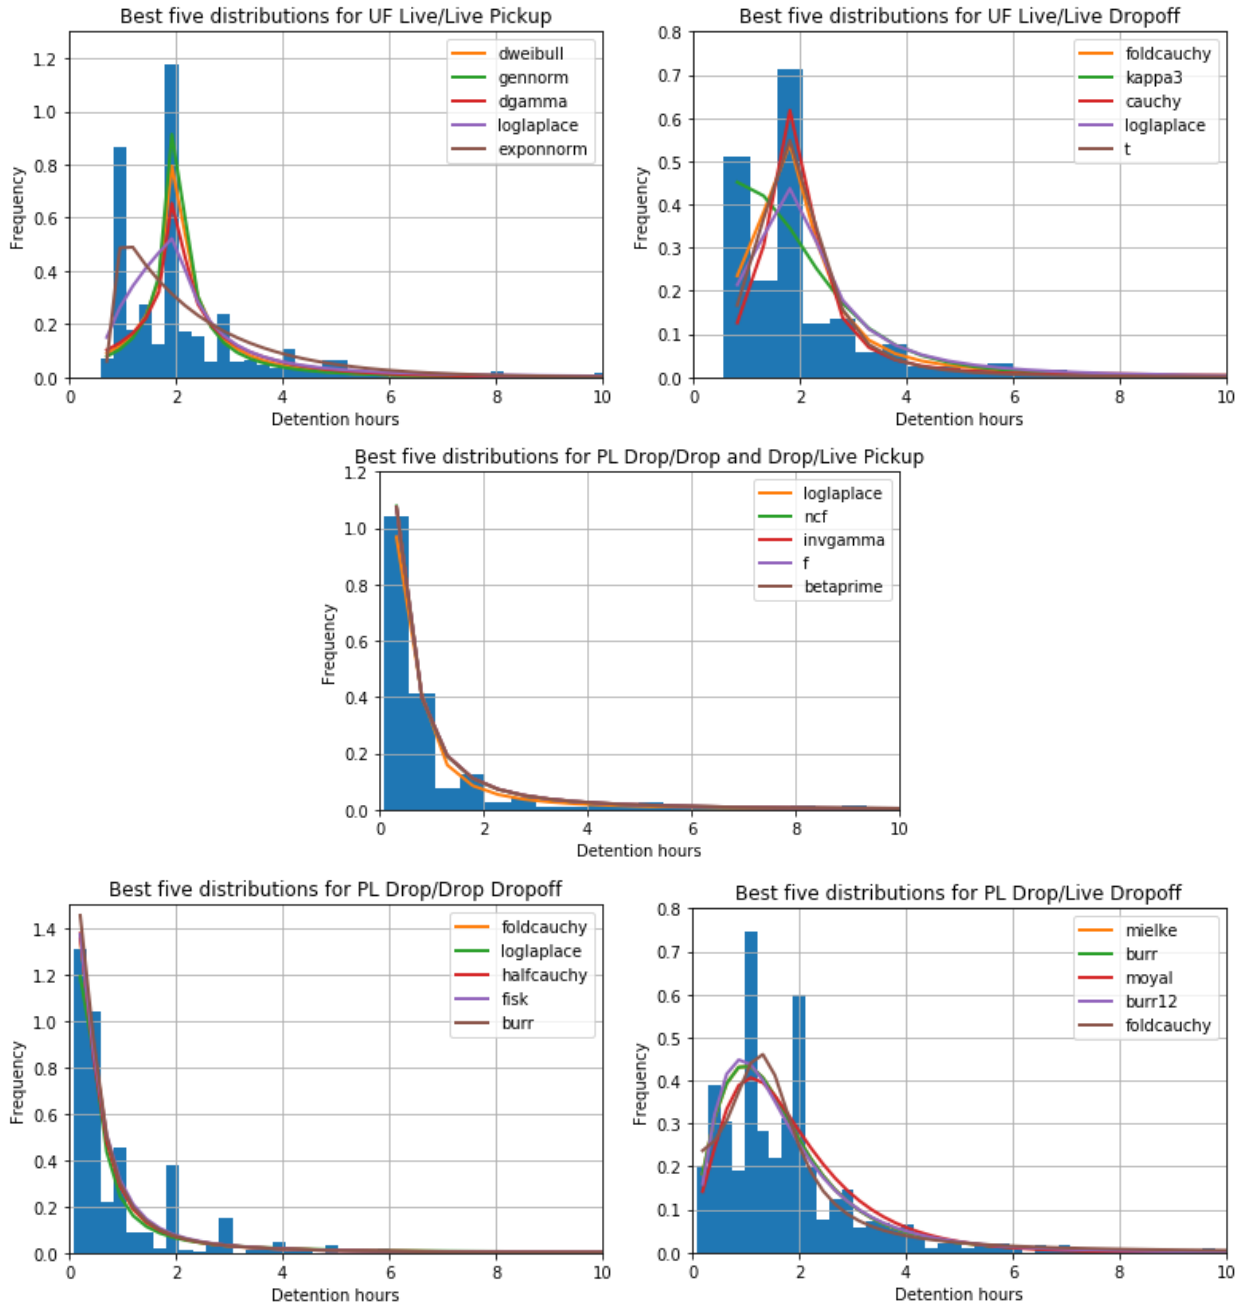 Best five distributions for UF Live/Live Pickup
1.2
1.0
0.8
0.6
0.4
0.2
0.0
Frequency
dweibull
gennorm
dgamma
loglaplace
exponnorm
0 2 4 6 8 10
Detention hours
Best five distributions for UF Live/Live Dropoff
0.8
0.7
0.6
0.5
0.4
0.3
0.2
0.1
0.0
Frequency
foldcauchy
kappa3
cauchy
loglaplace
t
0 2 4 6 8 10
Detention hours
Best five distributions for PL Drop/Drop and Drop/Live Pickup
1.2
1.0
0.8
0.6
0.4
0.2
0.0
Frequency
loglaplace
ncf
invgamma
f
betaprime
0 2 4 6 8 10
Detention hours
Best five distributions for PL Drop/Drop Dropoff
1.4
1.2
1.0
0.8
0.6
0.4
0.2
0.0
Frequency
foldcauchy
loglaplace
halfcauchy
fisk
burr
0 2 4 6 8 10
Detention hours
Best five distributions for PL Drop/Live Dropoff
0.8
0.7
0.6
0.5
0.4
0.3
0.2
0.1
0.0
Frequency
mielke
burr
moyal
burr12
foldcauchy
0 2 4 6 8 10
Detention hours